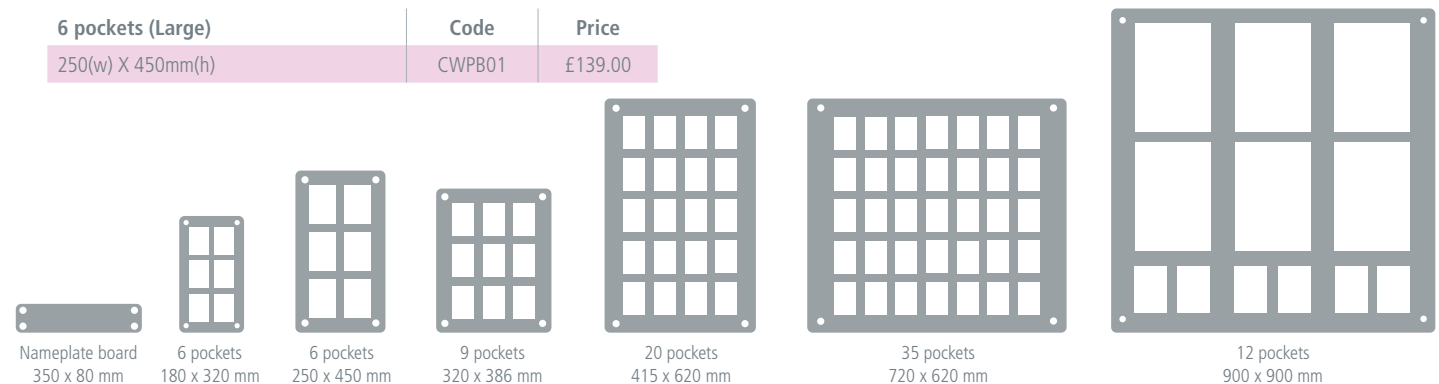 6 pockets (Large) Code Price
250(w) X 450mm(h) CWPB01 £139.00
Nameplate board
350 x 80 mm
6 pockets
180 x 320 mm
6 pockets
250 x 450 mm
9 pockets
320 x 386 mm
20 pockets
415 x 620 mm
35 pockets
720 x 620 mm
12 pockets
900 x 900 mm